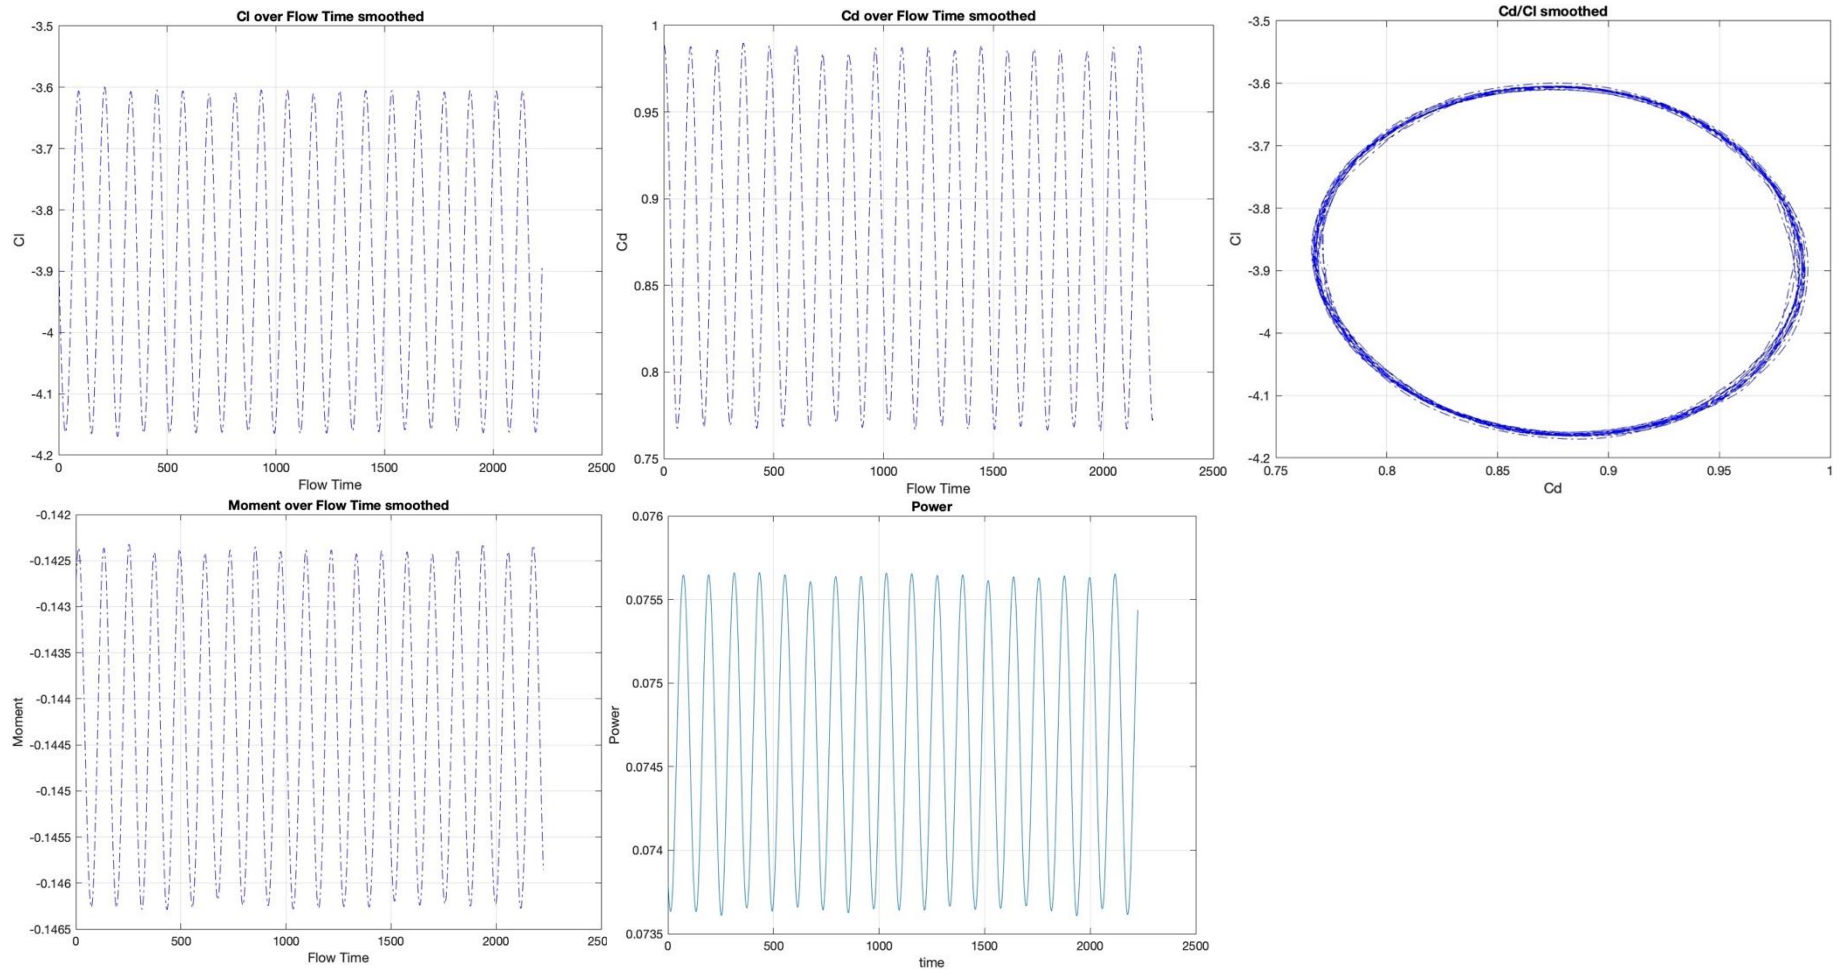 Cl over Flow Time smoothed
-3.5
-3.6
-3.7
-3.8
-3.9
-4
-4.1
-4.2
Cl
0 500 1000 1500 2000 2500
Flow Time
Cd over Flow Time smoothed
1
0.95
0.9
0.85
0.8
0.75
Cd
0 500 1000 1500 2000 2500
Flow Time
Cd/Cl smoothed
-3.5
-3.6
-3.7
-3.8
-3.9
-4
-4.1
-4.2
Cl
0.75 0.8 0.85 0.9 0.95 1
Cd
Moment over Flow Time smoothed
-0.142
-0.1425
-0.143
-0.1435
-0.144
-0.1445
-0.145
-0.1455
-0.146
-0.1465
Moment
0 500 1000 1500 2000 250
Flow Time
Power
0.076
0.0755
0.075
0.0745
0.074
0.0735
Power
0 500 1000 1500 2000 2500
time